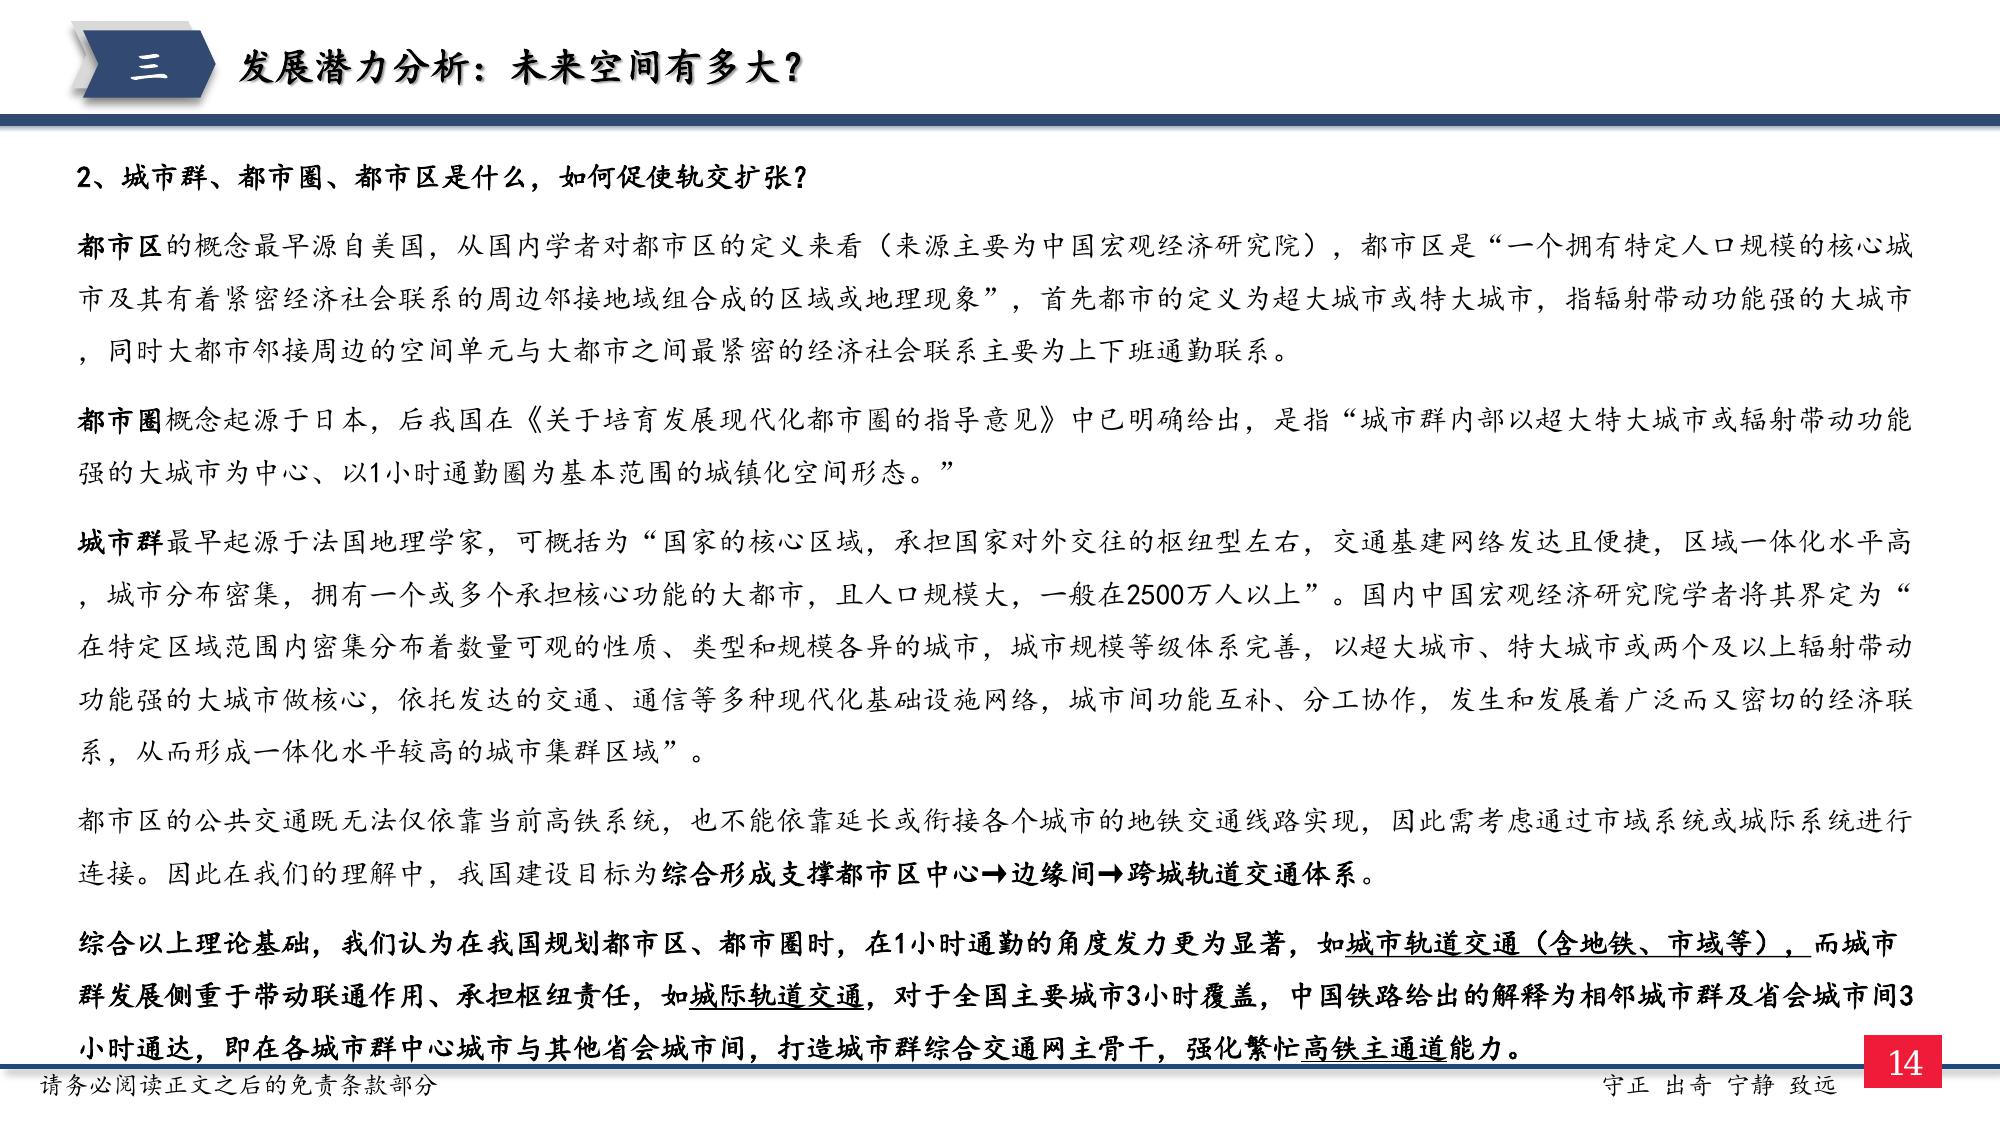 三
发展潜力分析：未来空间有多大？
2、城市群、都市圈、都市区是什么，如何促使轨交扩张？
都市区的概念最早源自美国，从国内学者对都市区的定义来看（来源主要为中国宏观经济研究院），都市区是“一个拥有特定人口规模的核心城
市及其有着紧密经济社会联系的周边邻接地域组合成的区域或地理现象”，首先都市的定义为超大城市或特大城市，指辐射带动功能强的大城市
，同时大都市邻接周边的空间单元与大都市之间最紧密的经济社会联系主要为上下班通勤联系。
都市圈概念起源于日本，后我国在《关于培育发展现代化都市圈的指导意见》中已明确给出，是指“城市群内部以超大特大城市或辐射带动功能
强的大城市为中心、以1小时通勤圈为基本范围的城镇化空间形态。”
城市群最早起源于法国地理学家，可概括为“国家的核心区域，承担国家对外交往的枢纽型左右，交通基建网络发达且便捷，区域一体化水平高
，城市分布密集，拥有一个或多个承担核心功能的大都市，且人口规模大，一般在2500万人以上”。国内中国宏观经济研究院学者将其界定为“
在特定区域范围内密集分布着数量可观的性质、类型和规模各异的城市，城市规模等级体系完善，以超大城市、特大城市或两个及以上辐射带动
功能强的大城市做核心，依托发达的交通、通信等多种现代化基础设施网络，城市间功能互补、分工协作，发生和发展着广泛而又密切的经济联
系，从而形成一体化水平较高的城市集群区域”。
都市区的公共交通既无法仅依靠当前高铁系统，也不能依靠延长或衔接各个城市的地铁交通线路实现，因此需考虑通过市域系统或城际系统进行
连接。因此在我们的理解中，我国建设目标为综合形成支撑都市区中心→边缘间→跨城轨道交通体系。
综合以上理论基础，我们认为在我国规划都市区、都市圈时，在1小时通勤的角度发力更为显著，如城市轨道交通（含地铁、市域等），而城市
群发展侧重于带动联通作用、承担枢纽责任，如城际轨道交通，对于全国主要城市3小时覆盖，中国铁路给出的解释为相邻城市群及省会城市间3
小时通达，即在各城市群中心城市与其他省会城市间，打造城市群综合交通网主骨干，强化繁忙高铁主通道能力。
请务必阅读正文之后的免责条款部分
守正 出奇 宁静 致远
14